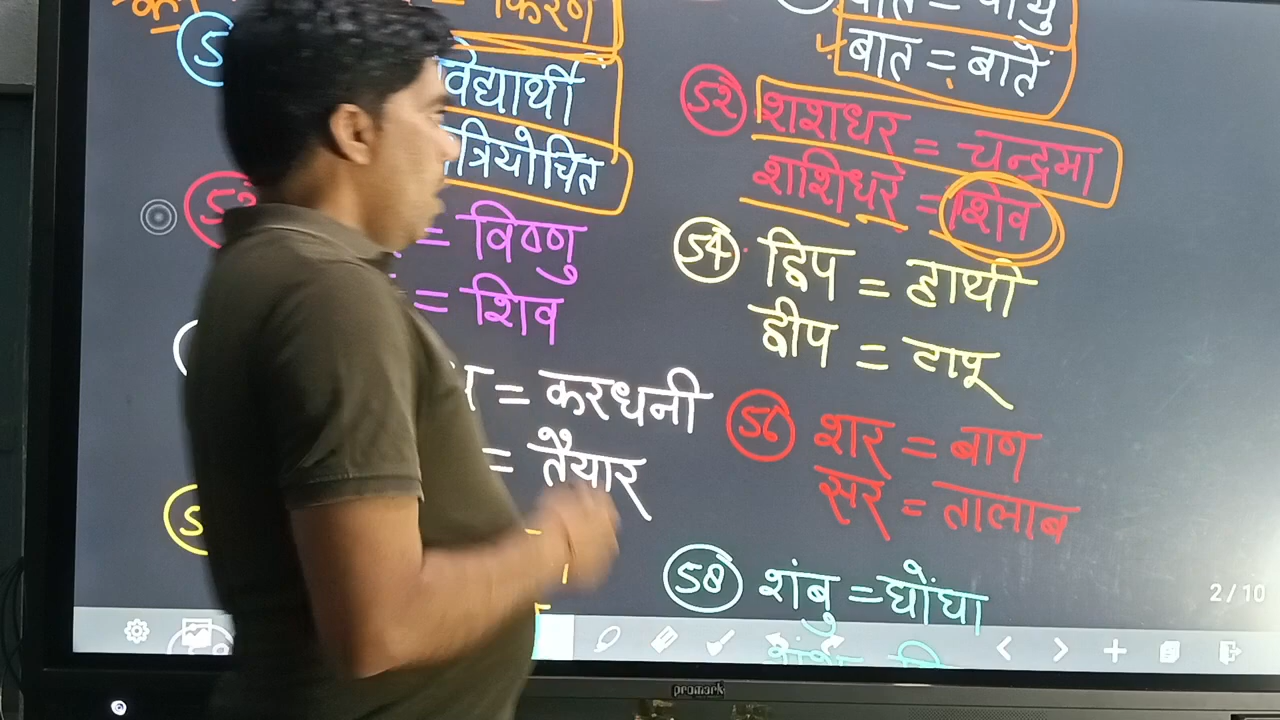 = किरण
विद्यार्थी
त्रियोचित
= विष्णु
= शिव
= करधनी
= तैयार
बात = बातें
52 शशधर = चन्द्रमा
शशिधर = शिव
54 द्विप = हाथी
द्वीप = टापू
56 शर = बाण
सर = तालाब
58 शंबु = घोंघा
2/10
promark